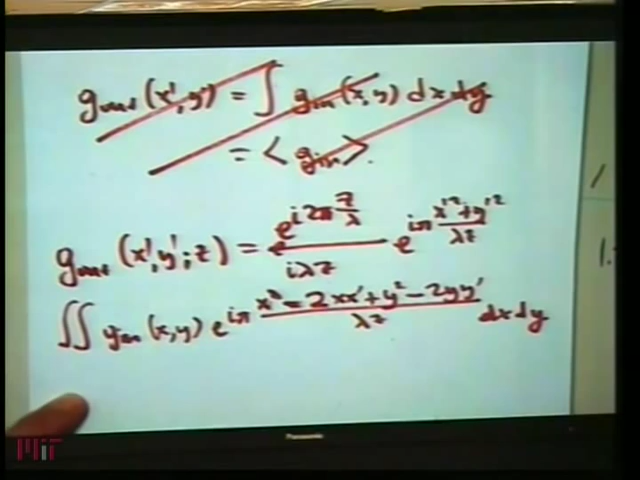 g_out (x', y') = ∫ g_in (x, y) dx dy
= < g_in >.
g_out (x', y'; z) = e^{i2π z/λ} / iλz e^{iπ (x'^2 + y'^2)/λz}
∬ g_in (x, y) e^{iπ (x^2 - 2xx' + y^2 - 2yy')/λz} dx dy
Panasonic
MIT